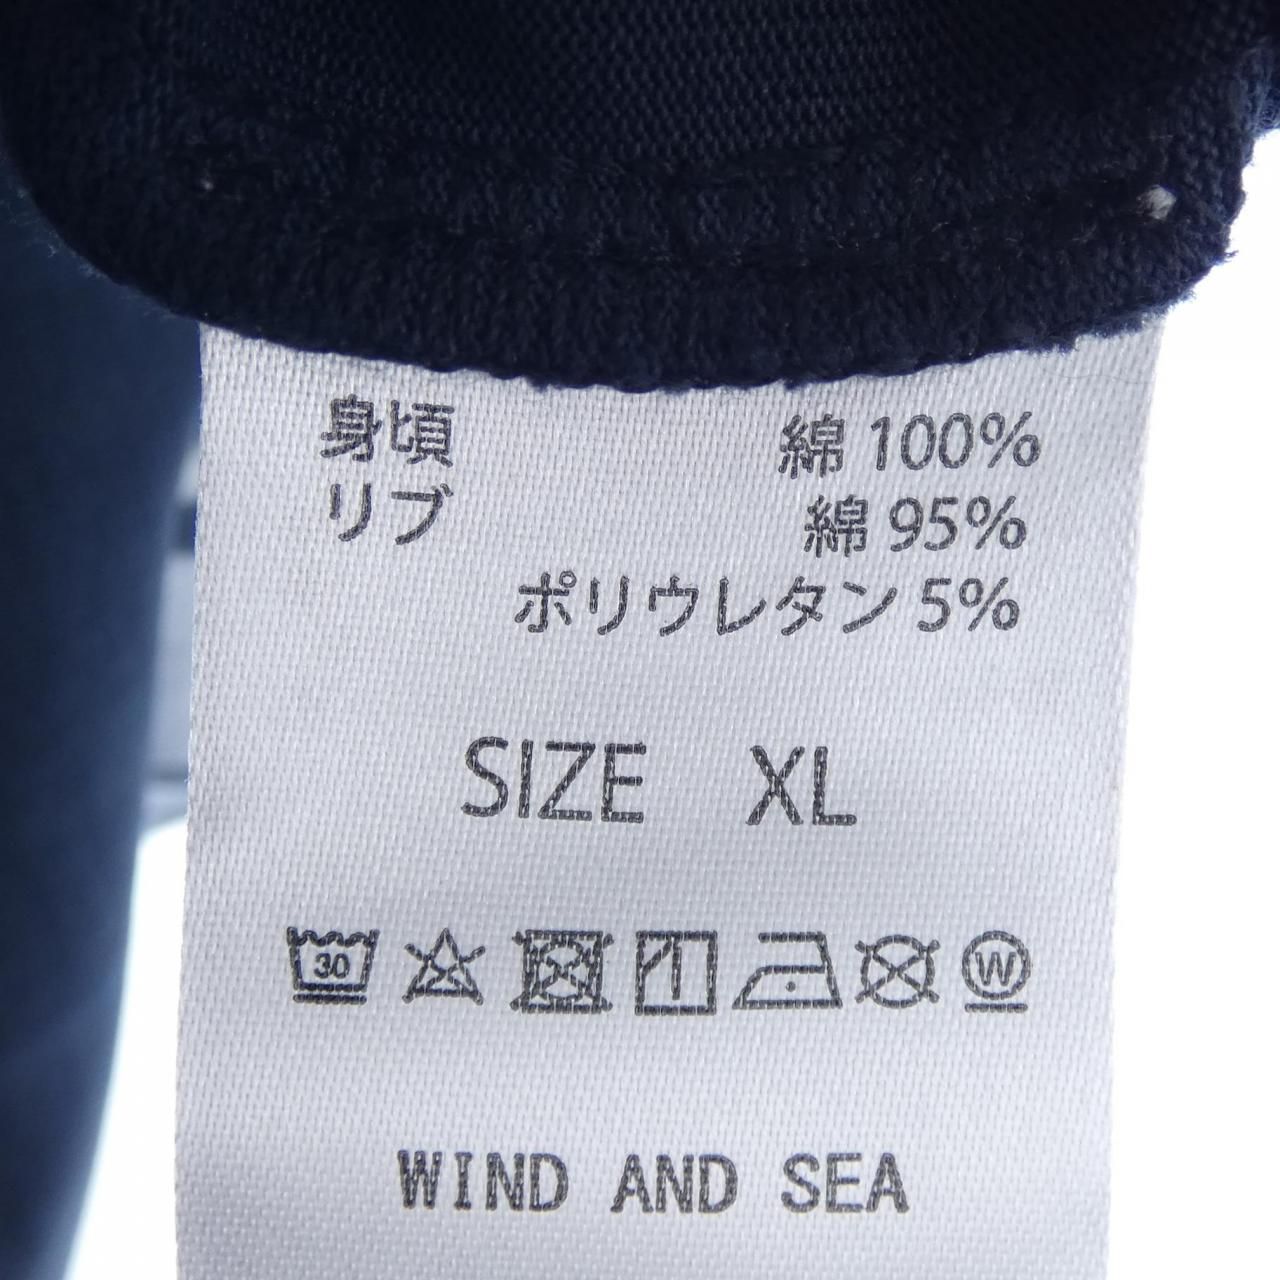 身頃 綿 100%
リブ 綿 95%
ポリウレタン 5%
SIZE XL
30 W
WIND AND SEA